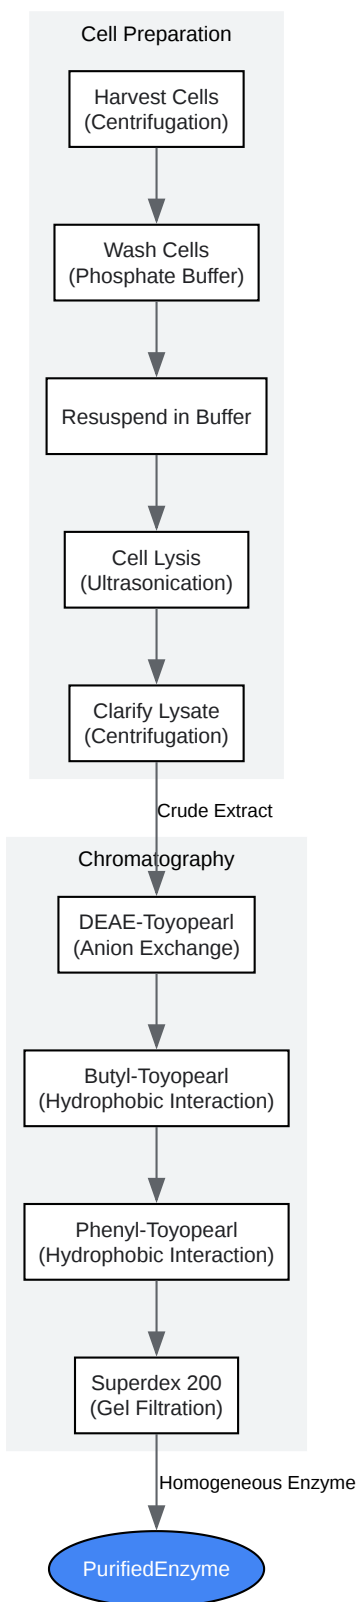 Cell Preparation
Harvest Cells
(Centrifugation)
Wash Cells
(Phosphate Buffer)
Resuspend in Buffer
Cell Lysis
(Ultrasonication)
Clarify Lysate
(Centrifugation)
Crude Extract
Chromatography
DEAE-Toyopearl
(Anion Exchange)
Butyl-Toyopearl
(Hydrophobic Interaction)
Phenyl-Toyopearl
(Hydrophobic Interaction)
Superdex 200
(Gel Filtration)
Homogeneous Enzyme
PurifiedEnzyme